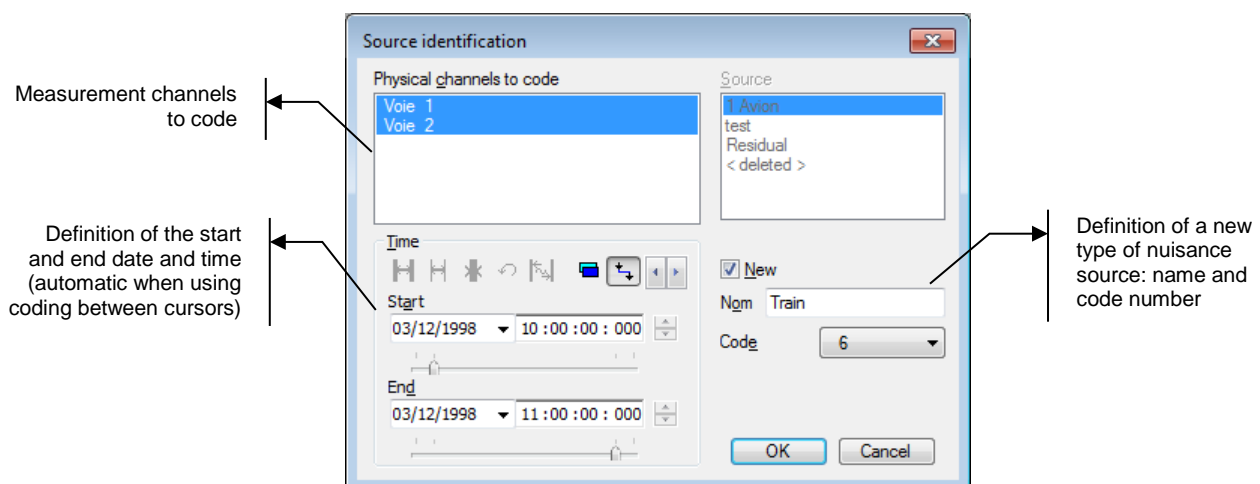 Source identification
Measurement channels
to code
Physical channels to code
Voie 1
Voie 2
Source
1 Avion
test
Residual
< deleted >
Definition of the start
and end date and time
(automatic when using
coding between cursors)
Time
Start
03/12/1998 10 :00 :00 : 000
End
03/12/1998 11 :00 :00 : 000
New
Nom Train
Code 6
Definition of a new
type of nuisance
source: name and
code number
OK Cancel